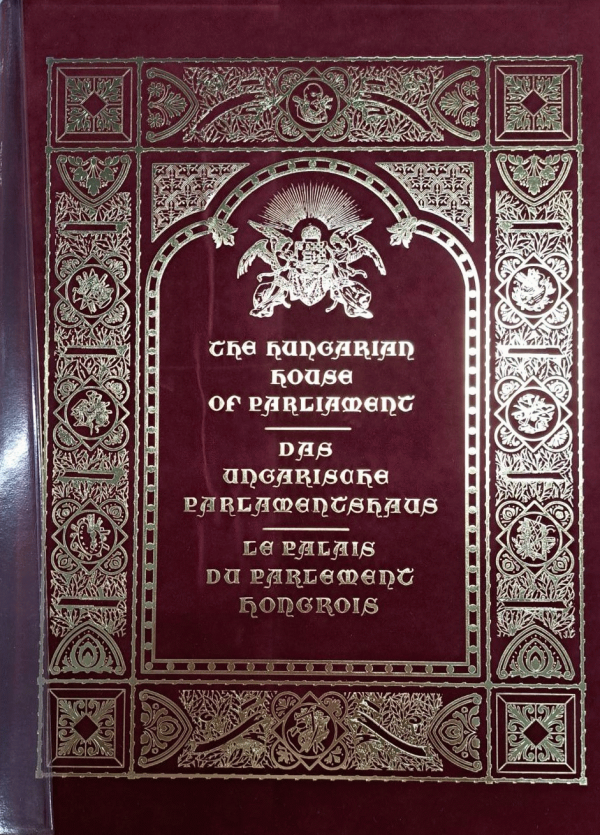 THE HUNGARIAN
HOUSE
OF PARLIAMENT
DAS
UNGARISCHE
PARLAMENTSHAUS
LE PALAIS
DU PARLEMENT
HONGROIS